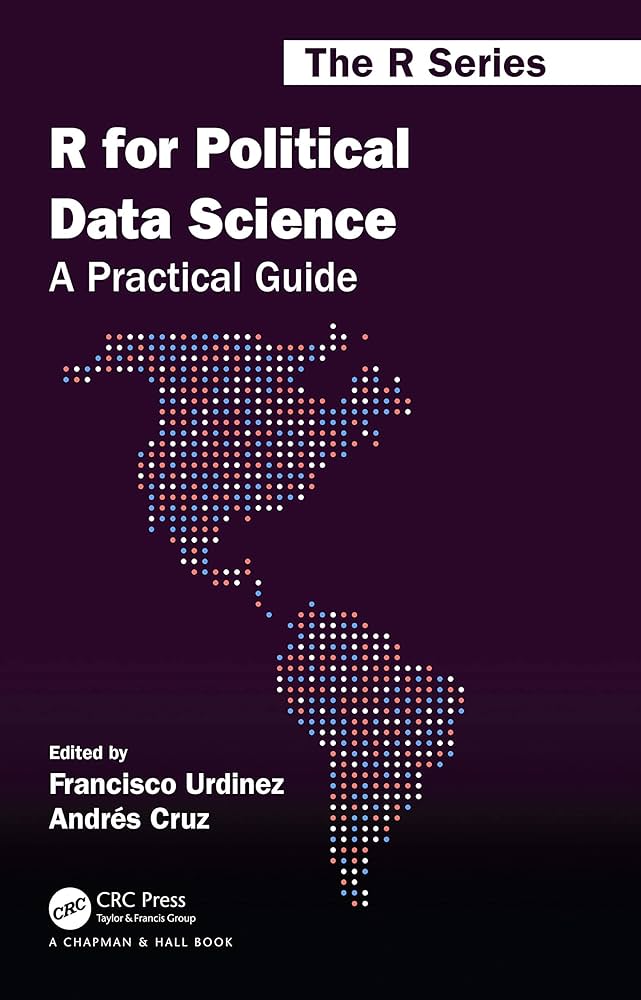 The R Series
R for Political
Data Science
A Practical Guide
Edited by
Francisco Urdinez
Andrés Cruz
CRC
CRC Press
Taylor & Francis Group
A CHAPMAN & HALL BOOK